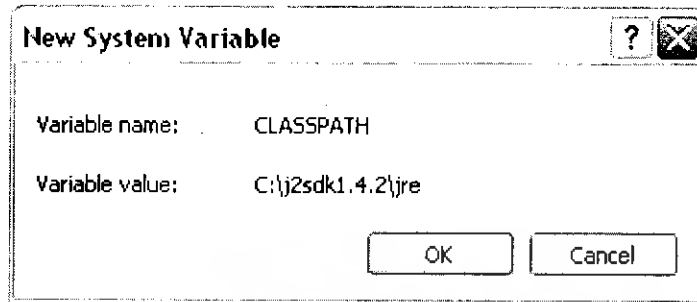 New System Variable ?
Variable name: CLASSPATH
Variable value: C:\j2sdk1.4.2\jre
OK Cancel